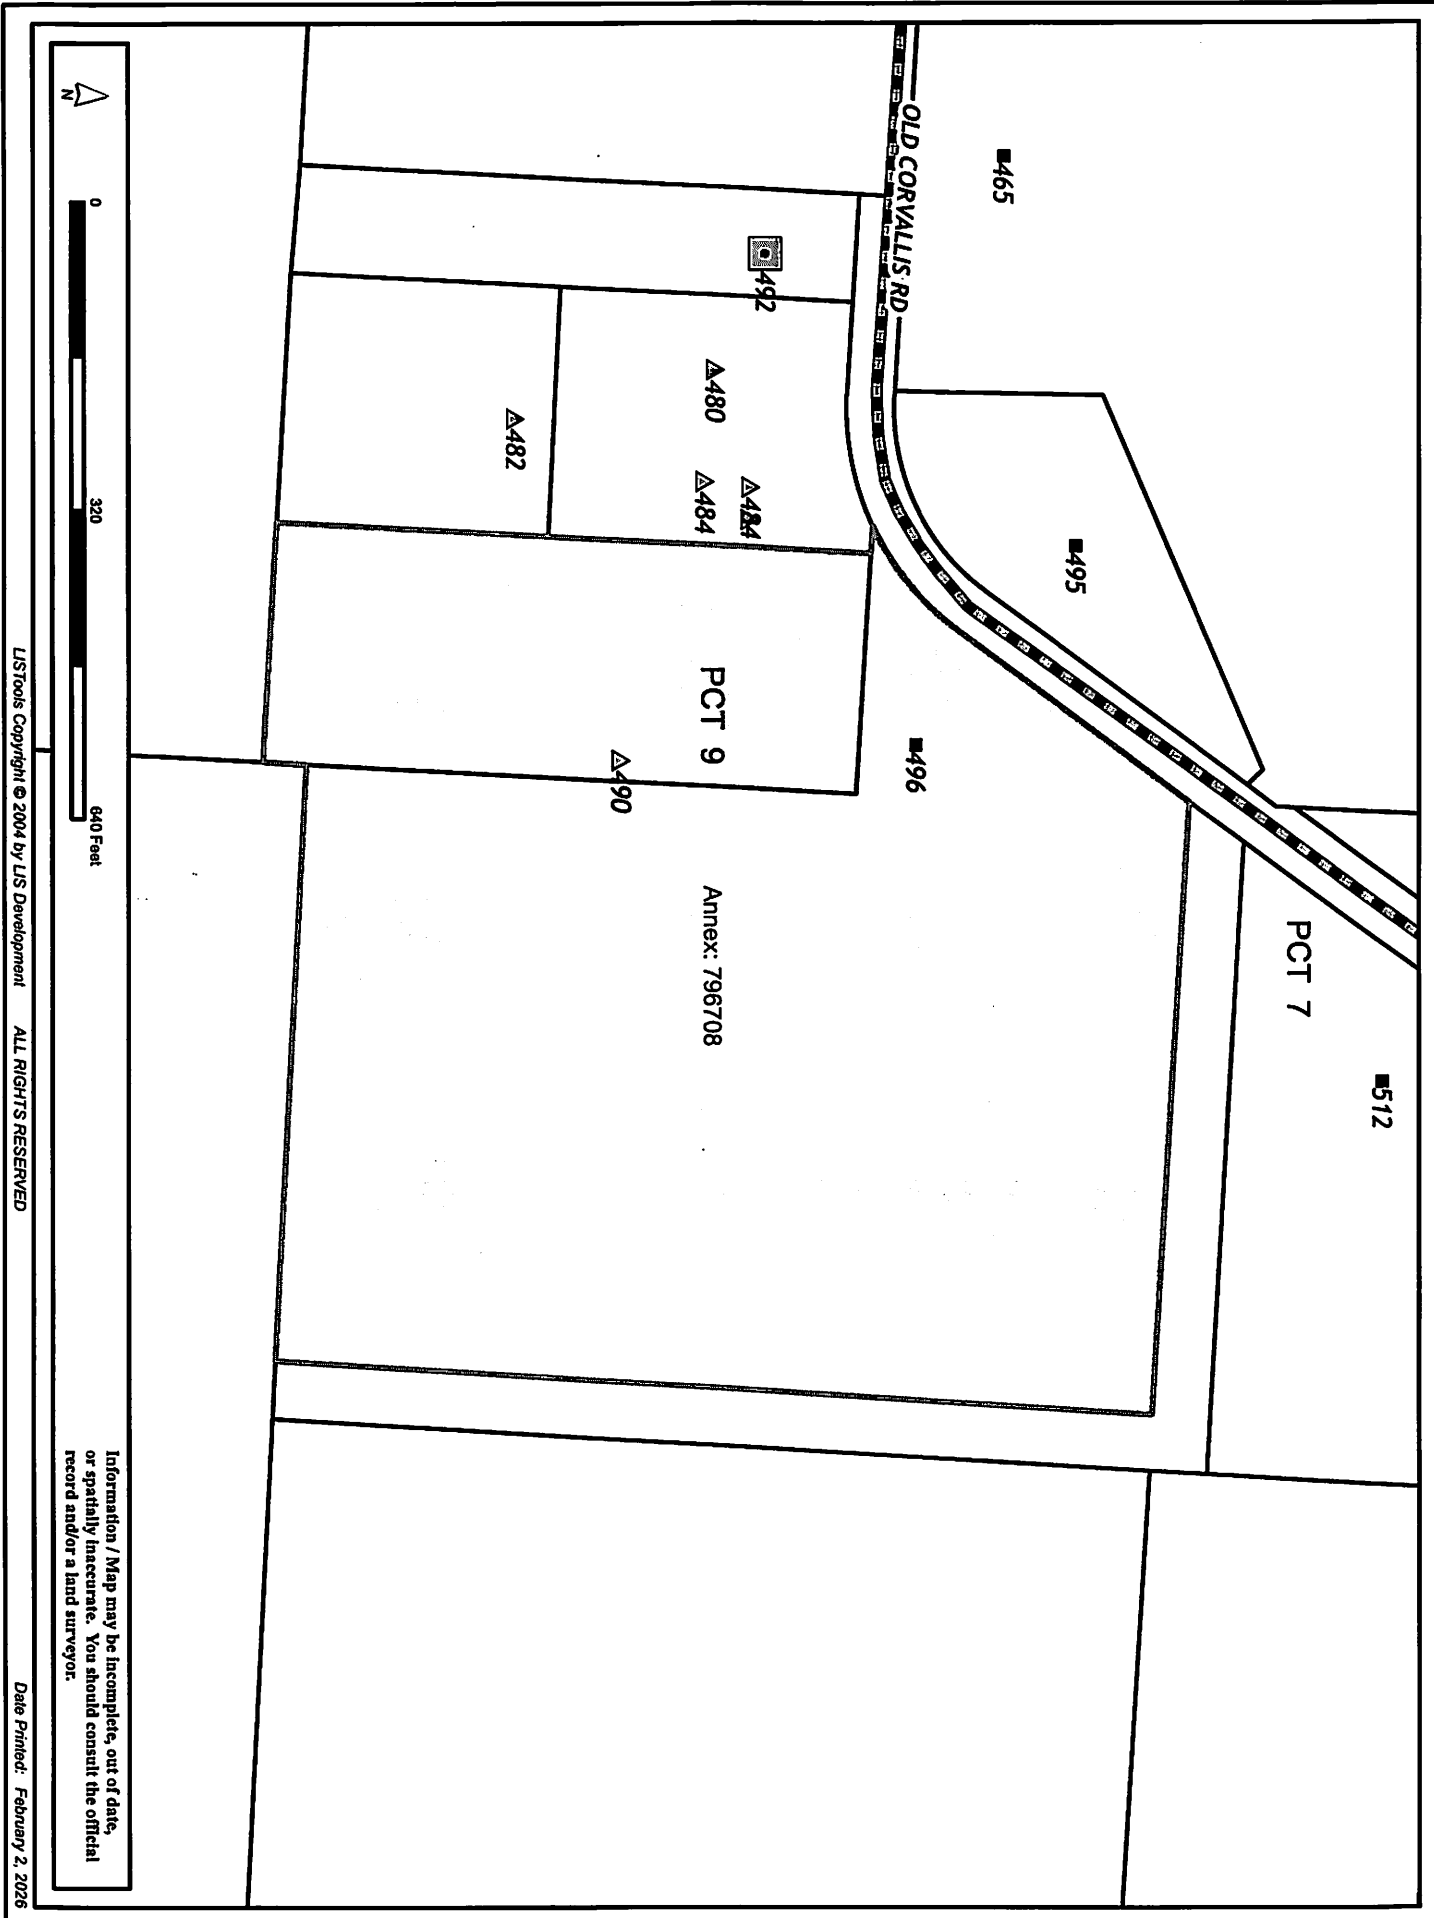 ■465
OLD CORVALLIS RD
492
480
482
484
484
■495
■496
PCT 9
490
Annex: 796708
PCT 7
■512
N
0
320
640 Feet
Information / Map may be incomplete, out of date,
or spatially inaccurate. You should consult the official
record and/or a land surveyor.
LISTools Copyright © 2004 by LIS Development ALL RIGHTS RESERVED
Date Printed: February 2, 2026